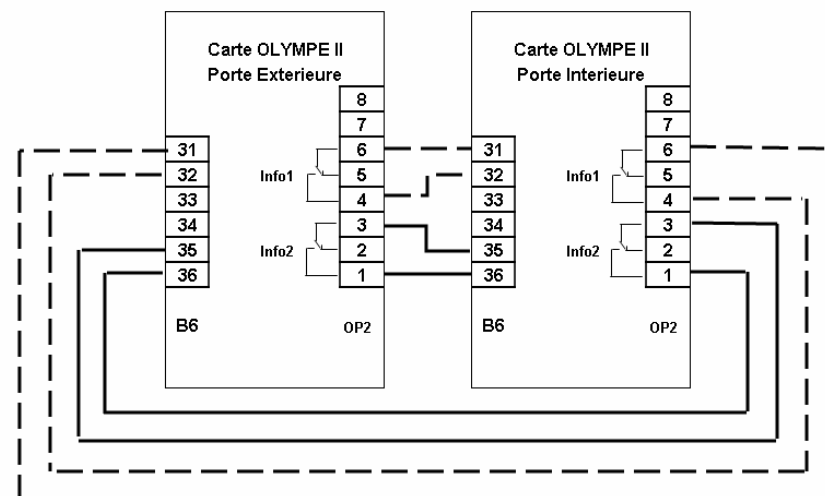 Carte OLYMPE II
Porte Exterieure
31
32
33
34
35
36
B6
Info1
Info2
8
7
6
5
4
3
2
1
OP2
Carte OLYMPE II
Porte Interieure
31
32
33
34
35
36
B6
Info1
Info2
8
7
6
5
4
3
2
1
OP2